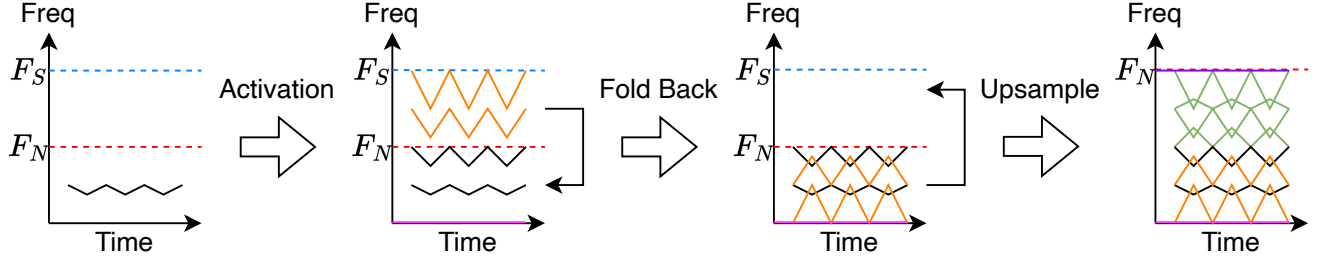 Freq
F_S
F_N
Time
Activation
Freq
F_S
F_N
Time
Fold Back
Freq
F_S
F_N
Time
Upsample
Freq
F_N
Time